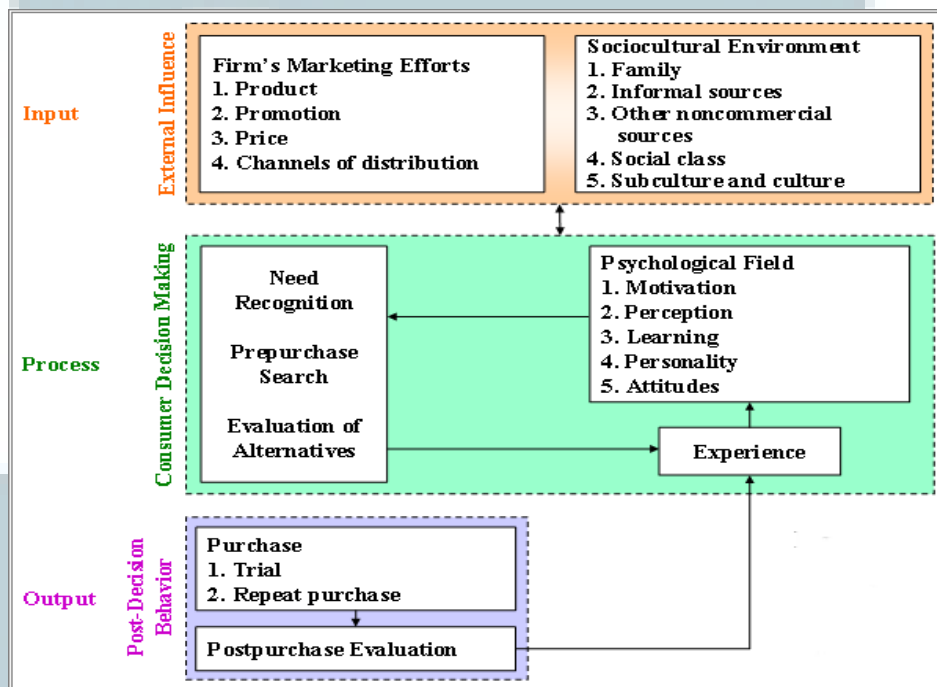 Input
External Influence
Firm's Marketing Efforts
1. Product
2. Promotion
3. Price
4. Channels of distribution
Sociocultural Environment
1. Family
2. Informal sources
3. Other noncommercial
sources
4. Social class
5. Subculture and culture
Process
Consumer Decision Making
Need
Recognition
Prepurchase
Search
Evaluation of
Alternatives
Psychological Field
1. Motivation
2. Perception
3. Learning
4. Personality
5. Attitudes
Experience
Output
Post-Decision
Behavior
Purchase
1. Trial
2. Repeat purchase
Postpurchase Evaluation